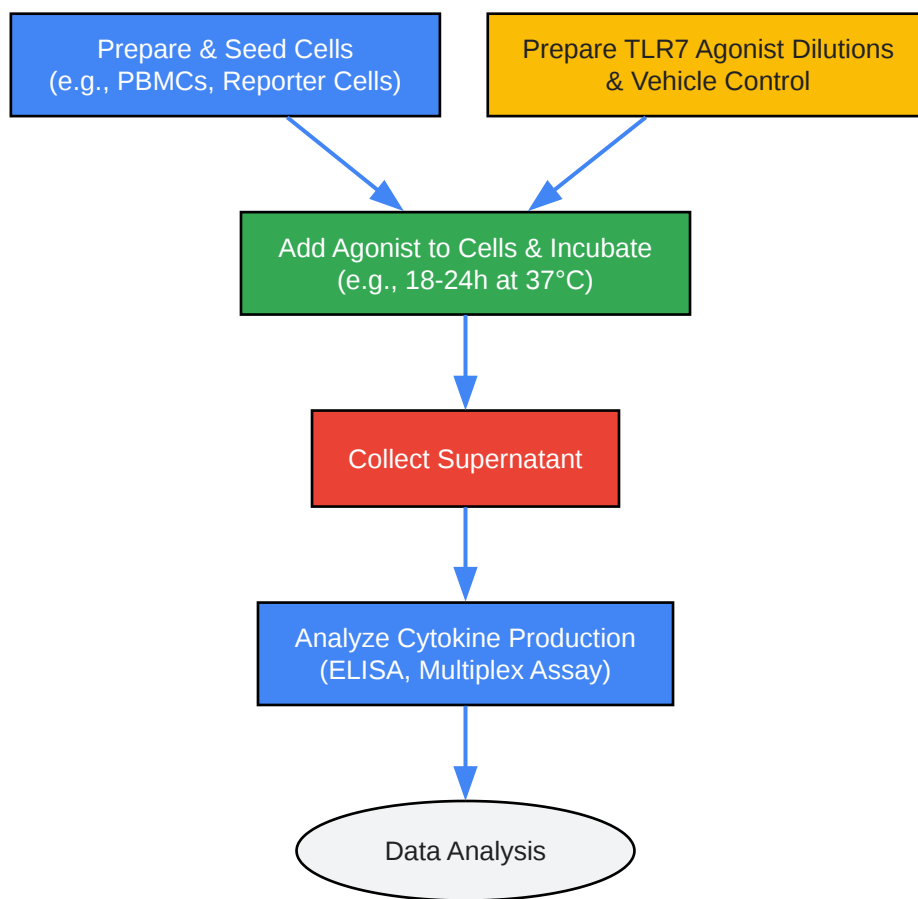 Prepare & Seed Cells
(e.g., PBMCs, Reporter Cells)
Prepare TLR7 Agonist Dilutions
& Vehicle Control
Add Agonist to Cells & Incubate
(e.g., 18-24h at 37°C)
Collect Supernatant
Analyze Cytokine Production
(ELISA, Multiplex Assay)
Data Analysis